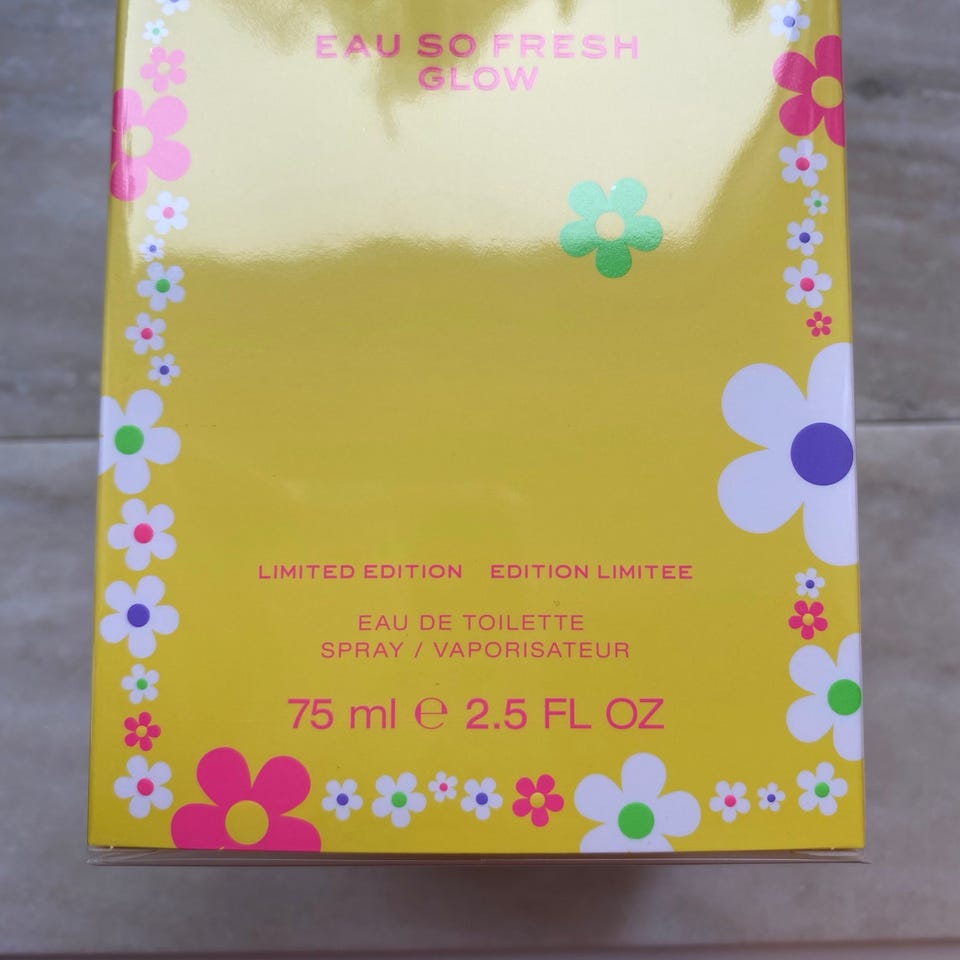 EAU SO FRESH
GLOW
LIMITED EDITION EDITION LIMITEE
EAU DE TOILETTE
SPRAY / VAPORISATEUR
75 ml ℮ 2.5 FL OZ